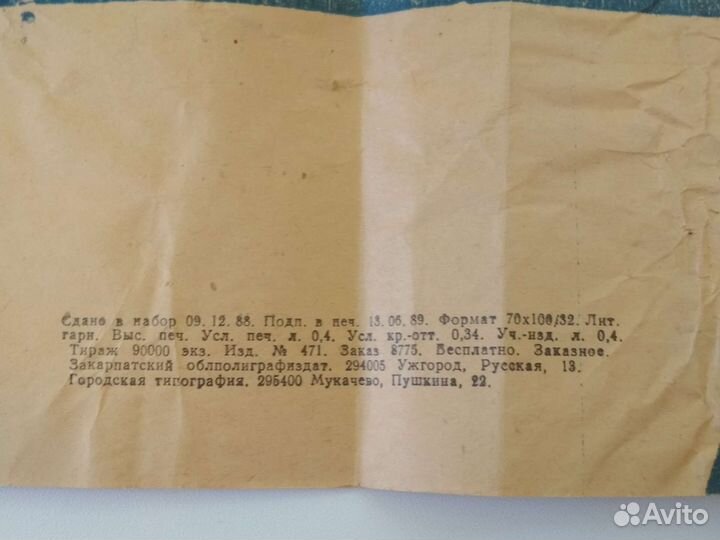 Сдано в набор 09.12.88. Подп. в печ. 13.06.89. Формат 70х100/32. Лит.
гарн. Выс. печ. Усл. печ. л. 0,4. Усл. кр.-отт. 0,34. Уч.-изд. л. 0,4.
Тираж 90000 экз. Изд. № 471. Заказ 8775. Бесплатно. Заказное.
Закарпатский облполиграфиздат. 294005 Ужгород, Русская, 13.
Городская типография. 295400 Мукачево, Пушкина, 22.
Avito